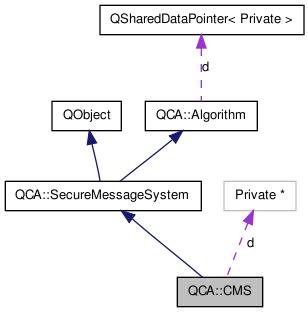 QSharedDataPointer< Private >
d
QObject
QCA::Algorithm
QCA::SecureMessageSystem
Private *
d
QCA::CMS